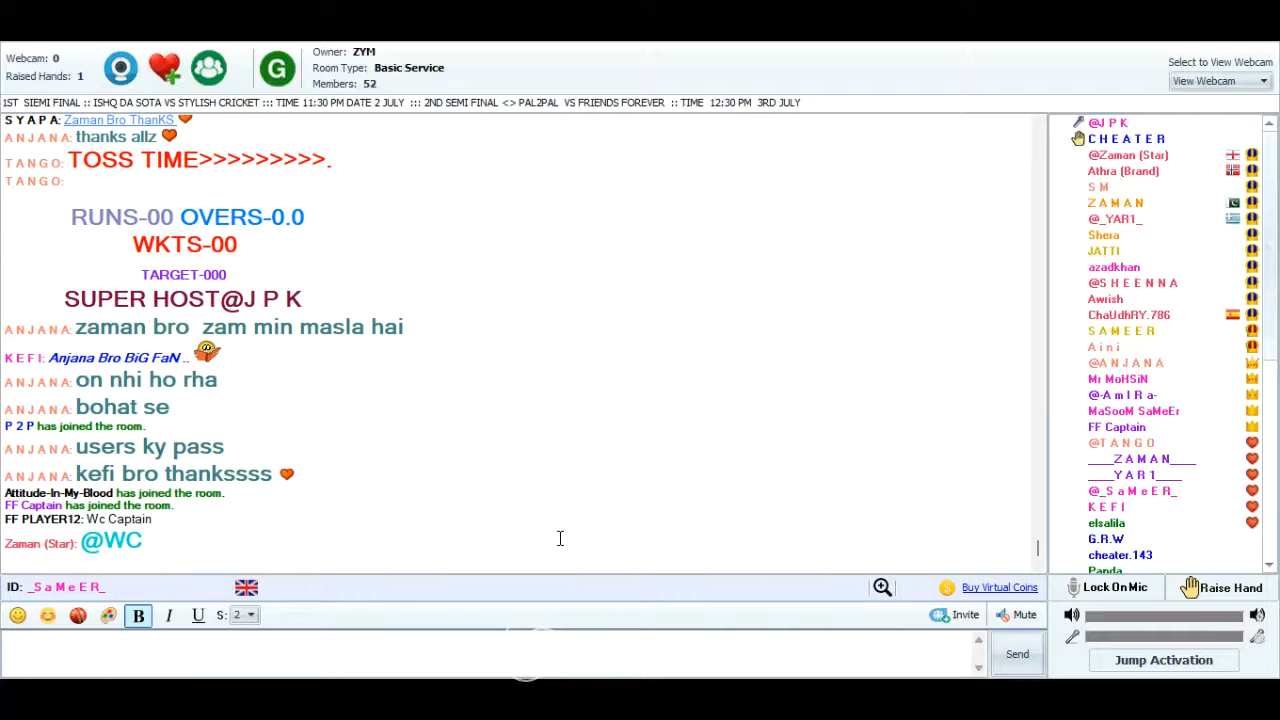 Webcam: 0
Raised Hands: 1
G
Owner: ZYM
Room Type: Basic Service
Members: 52
Select to View Webcam
View Webcam
1ST SIEMI FINAL :: ISHQ DA SOTA VS STYLISH CRICKET ::: TIME 11:30 PM DATE 2 JULY ::: 2ND SEMI FINAL <> PAL2PAL VS FRIENDS FOREVER :: TIME 12:30 PM 3RD JULY
S Y A P A: Zaman Bro ThanKS
A N J A N A: thanks allz
T A N G O: TOSS TIME>>>>>>>>>.
T A N G O:
RUNS-00 OVERS-0.0
WKTS-00
TARGET-000
SUPER HOST@J P K
A N J A N A: zaman bro zam min masla hai
K E F I: Anjana Bro BiG FaN ..
A N J A N A: on nhi ho rha
A N J A N A: bohat se
P 2 P has joined the room.
A N J A N A: users ky pass
A N J A N A: kefi bro thankssss
Attitude-In-My-Blood has joined the room.
FF Captain has joined the room.
FF PLAYER12: Wc Captain
Zaman (Star): @WC
@J P K
C H E A T E R
@Zaman (Star)
Athra (Brand)
S M
Z A M A N
@_YAR1_
Shera
JATTI
azadkhan
@S H E E N N A
Awrish
ChaUdhRY.786
S A M E E R
A i n i
@A N J A N A
Mr MoHSiN
@-A m I R a-
MaSooM SaMeEr
FF Captain
@T A N G O
____Z A M A N____
____Y A R 1____
@_S a M e E R_
K E F I
elsalila
G.R.W
cheater.143
Panda
ID: _S a M e E R_
Buy Virtual Coins
Lock On Mic
Raise Hand
B I U S: 2
Invite
Mute
Send
Jump Activation